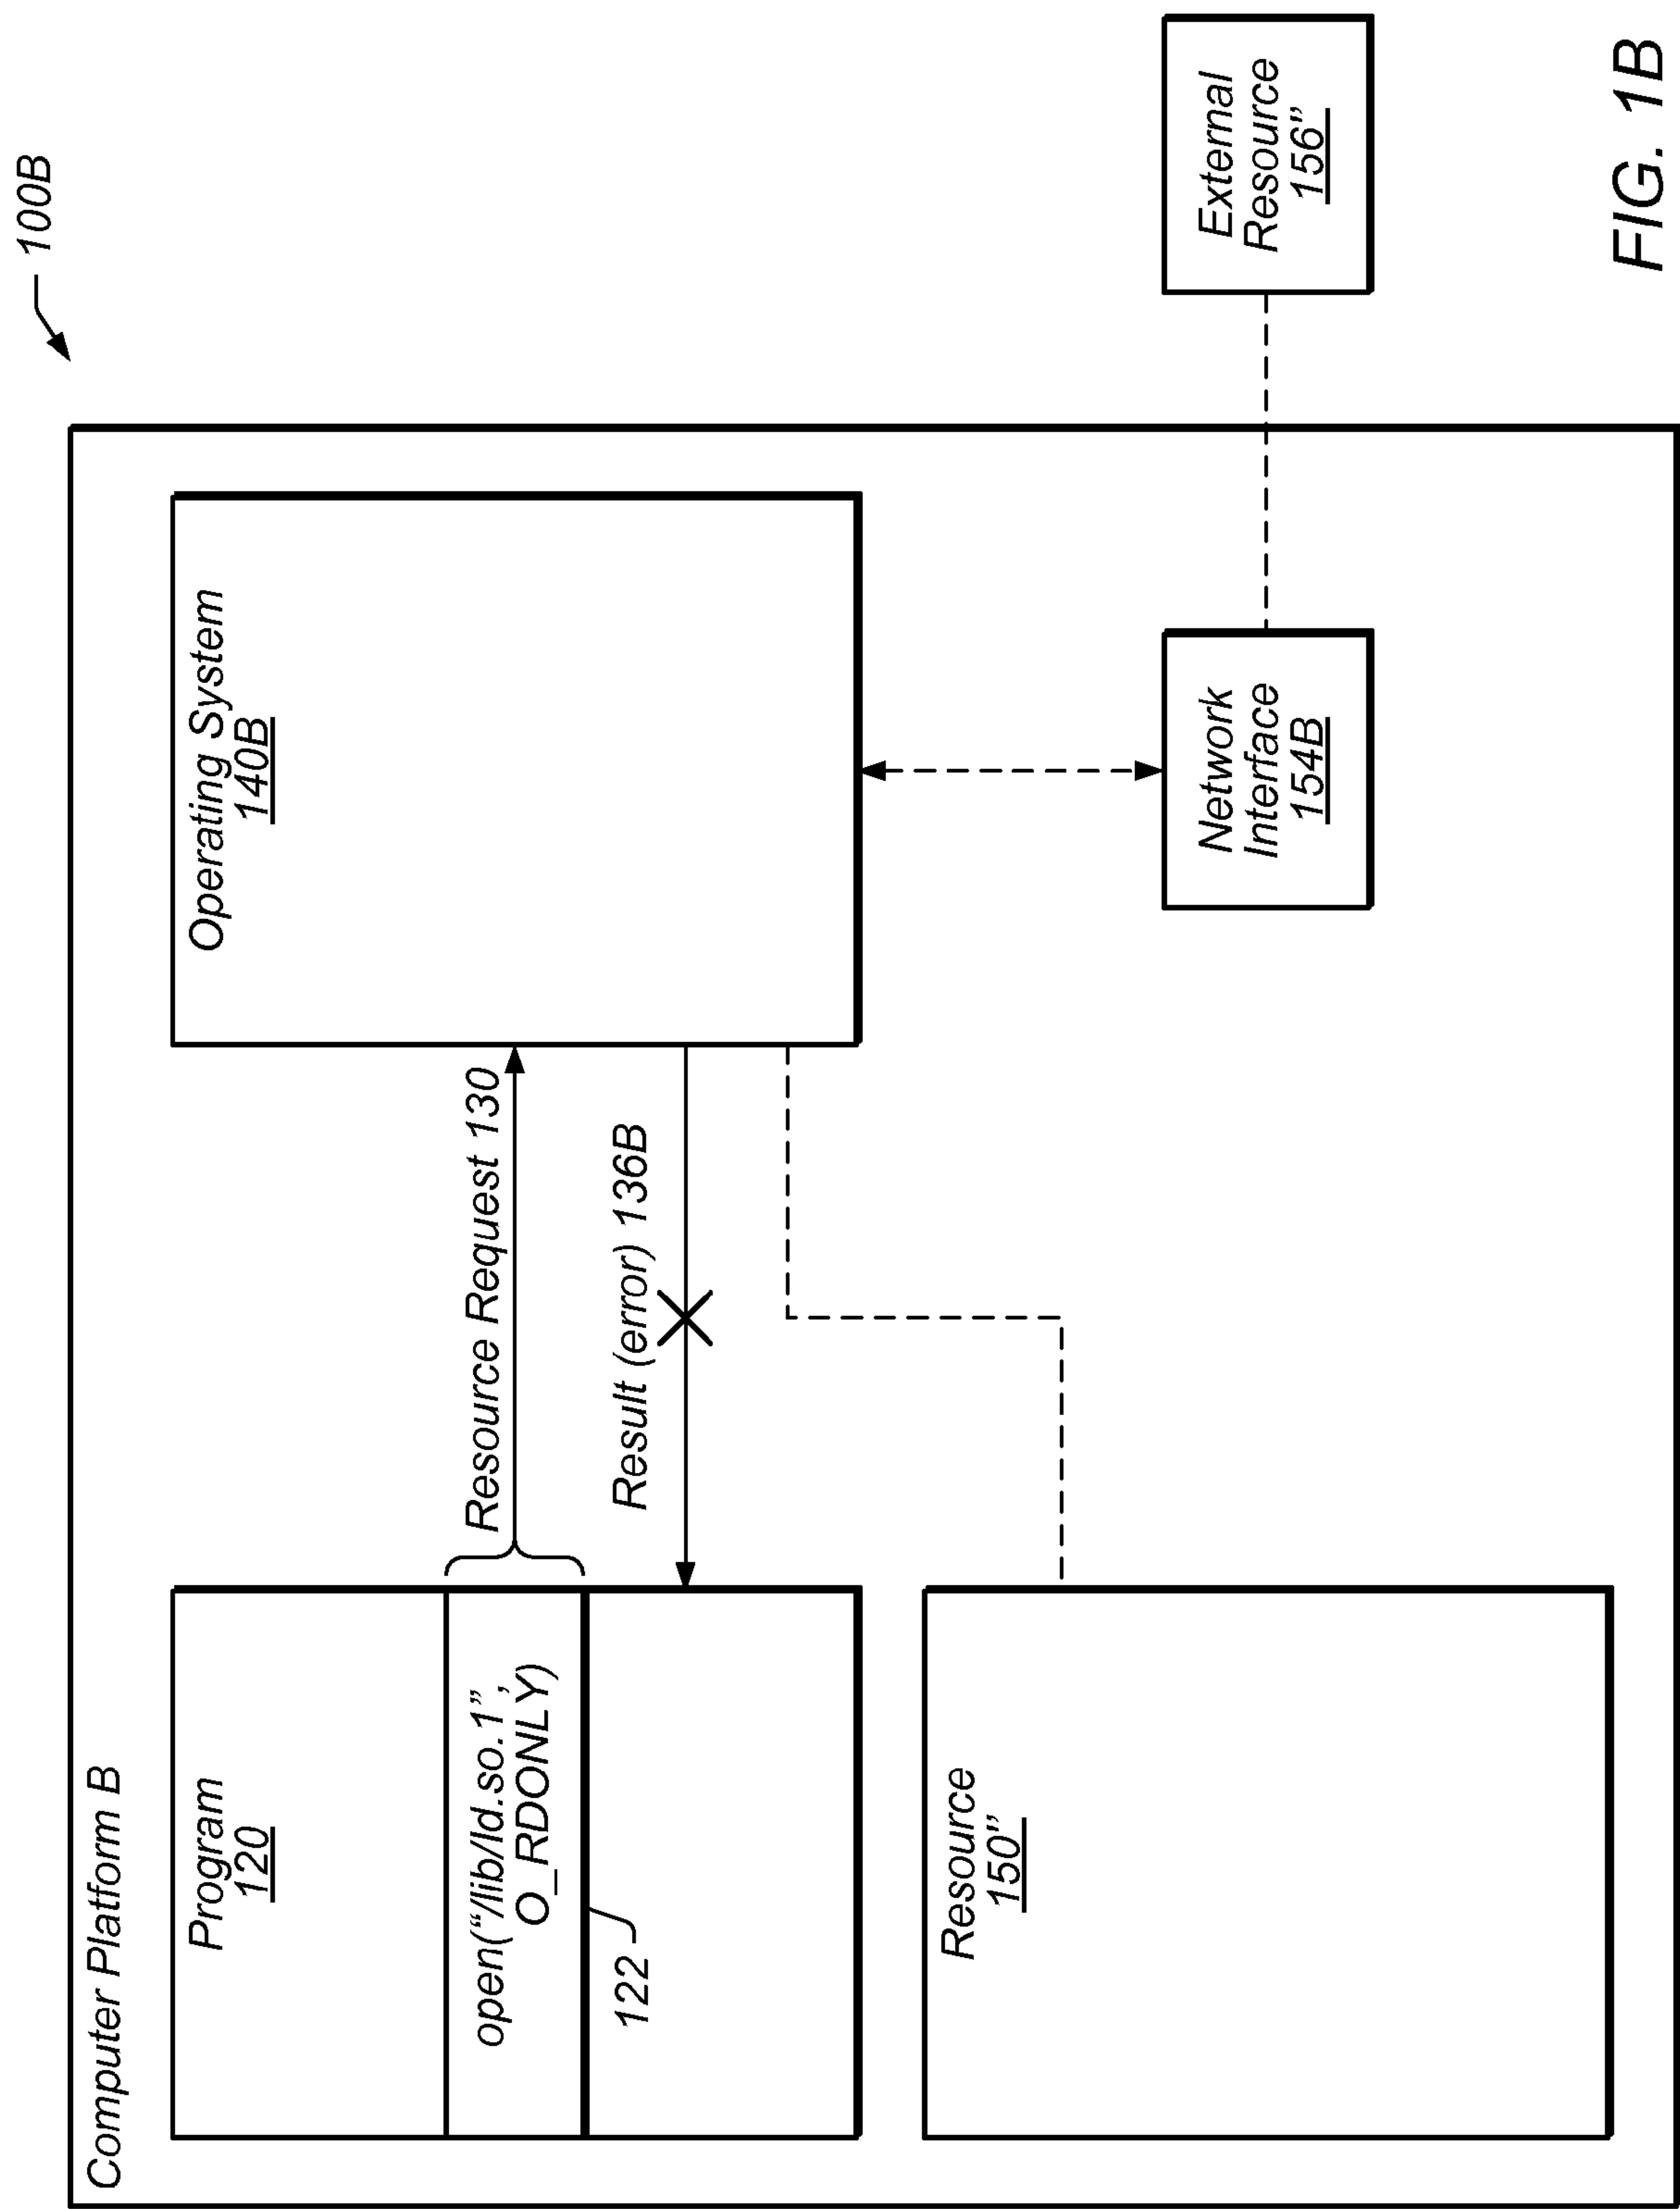 100B
Computer Platform B
Program
120
open(“/lib/ld.so.1”,
O_RDONLY)
122
Resource Request 130
Result (error) 136B
Operating System
140B
Resource
150”
Network
Interface
154B
External
Resource
156”
FIG. 1B